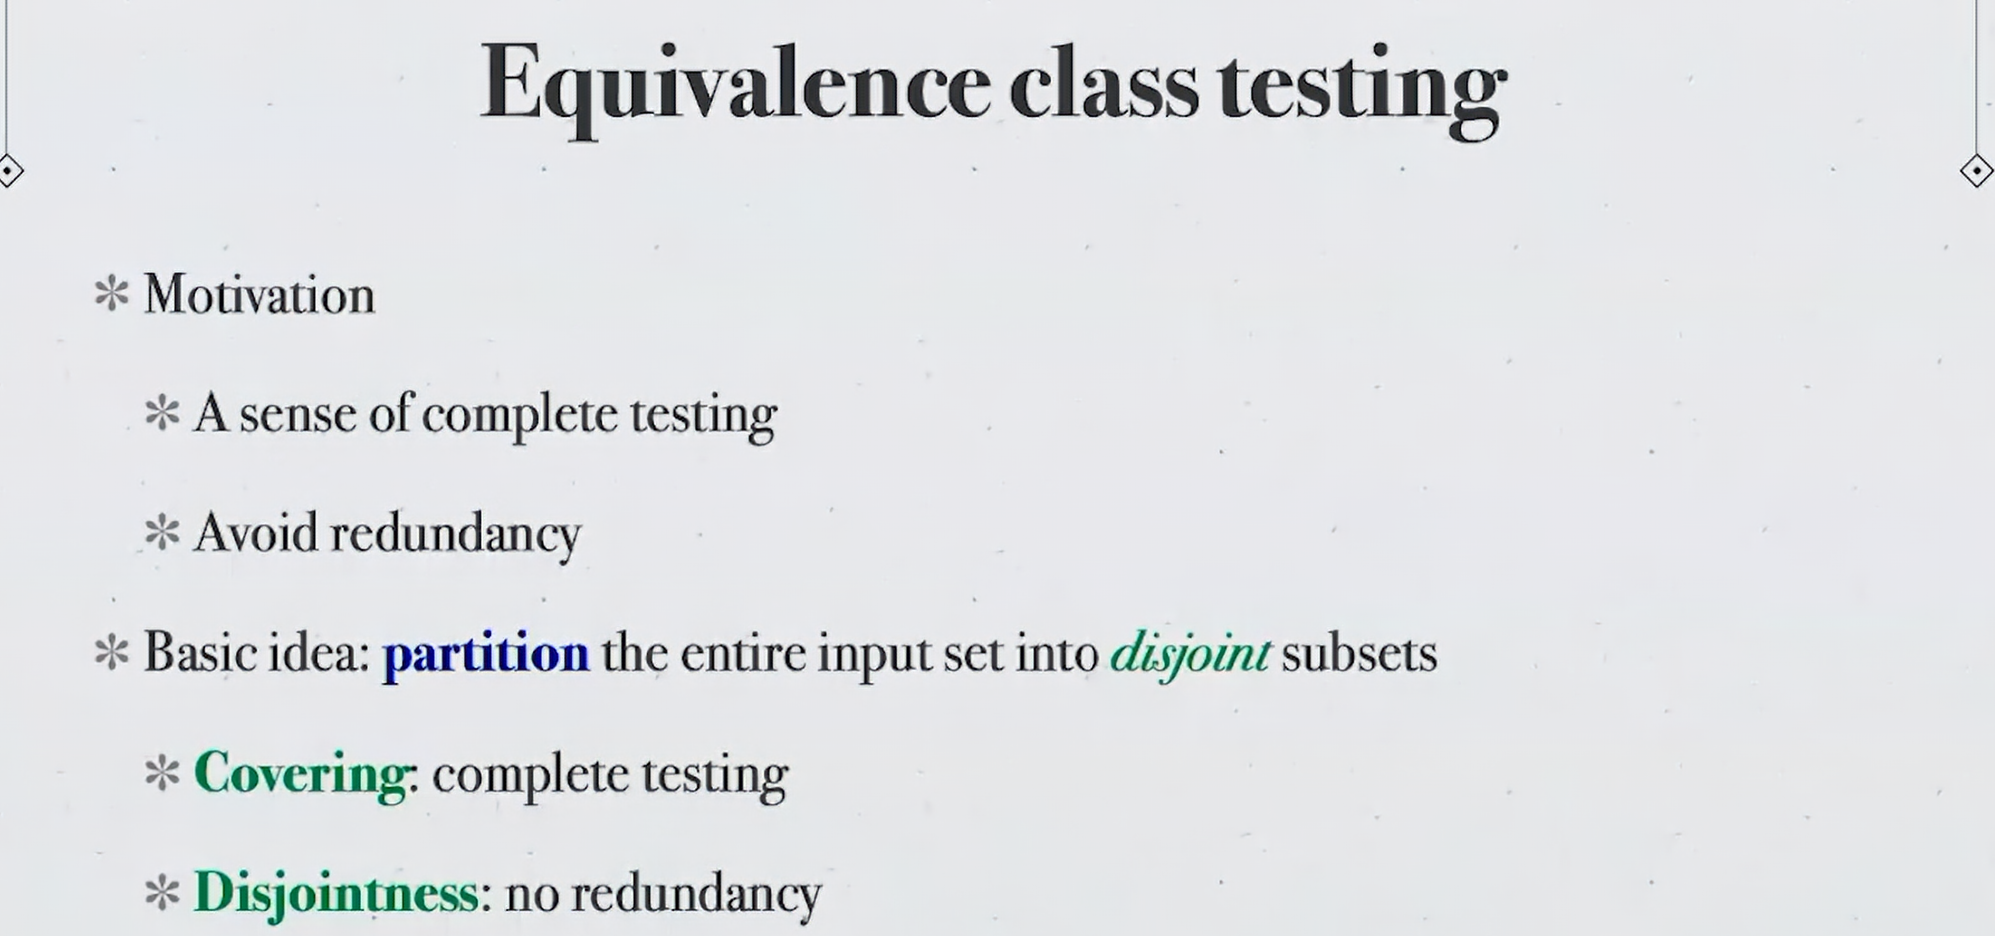 Equivalence class testing
* Motivation
* A sense of complete testing
* Avoid redundancy
* Basic idea: partition the entire input set into disjoint subsets
* Covering: complete testing
* Disjointness: no redundancy